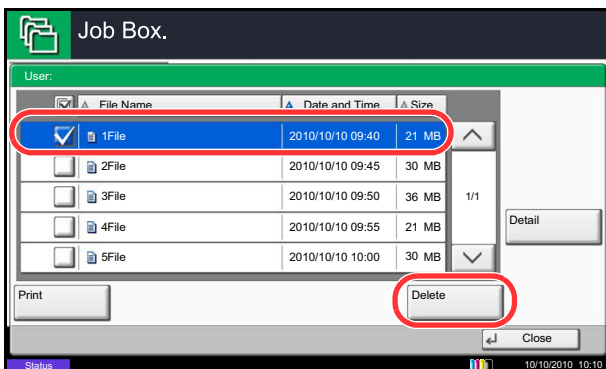 Job Box.
User:
File Name Date and Time Size
1File 2010/10/10 09:40 21 MB
2File 2010/10/10 09:45 30 MB
3File 2010/10/10 09:50 36 MB 1/1
4File 2010/10/10 09:55 21 MB Detail
5File 2010/10/10 10:00 30 MB
Print Delete
Close
Status 10/10/2010 10:10